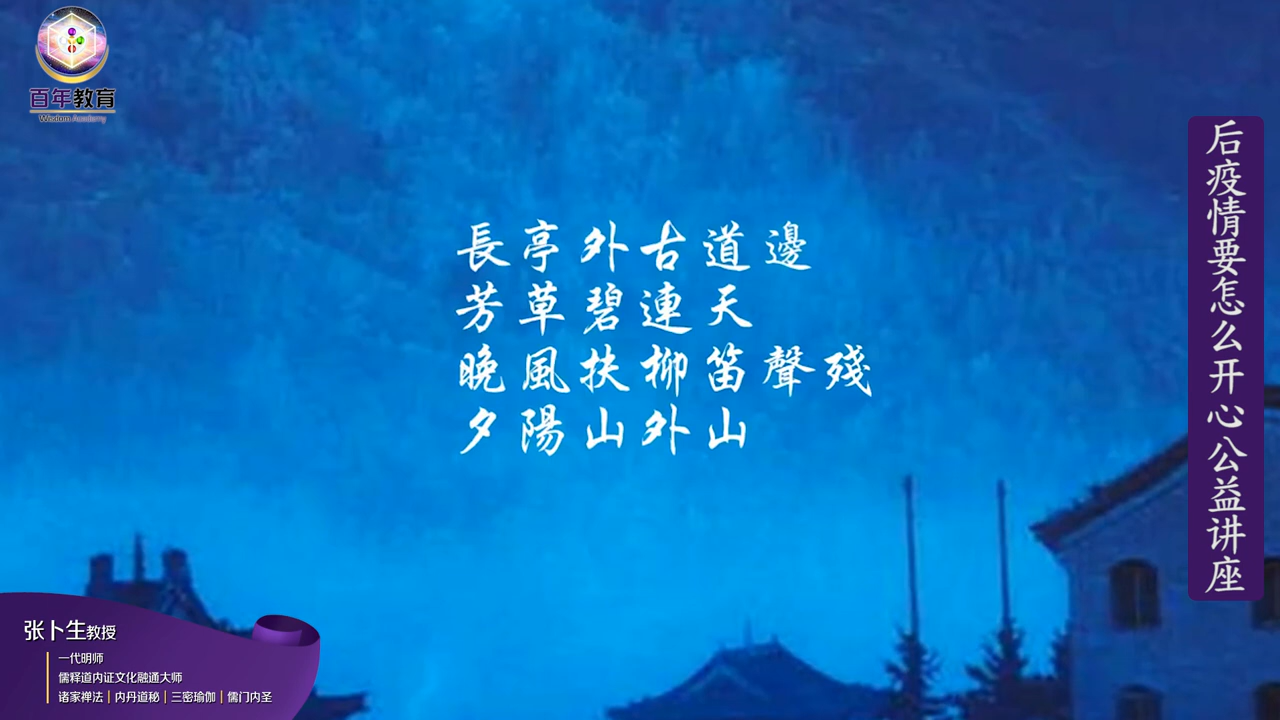 百年教育
Wisdom Academy
長亭外古道邊
芳草碧連天
晚風扶柳笛聲殘
夕陽山外山
后疫情要怎么开心公益讲座
张卜生教授
一代明师
儒释道内证文化融通大师
诸家禅法 | 内丹道秘 | 三密瑜伽 | 儒门内圣